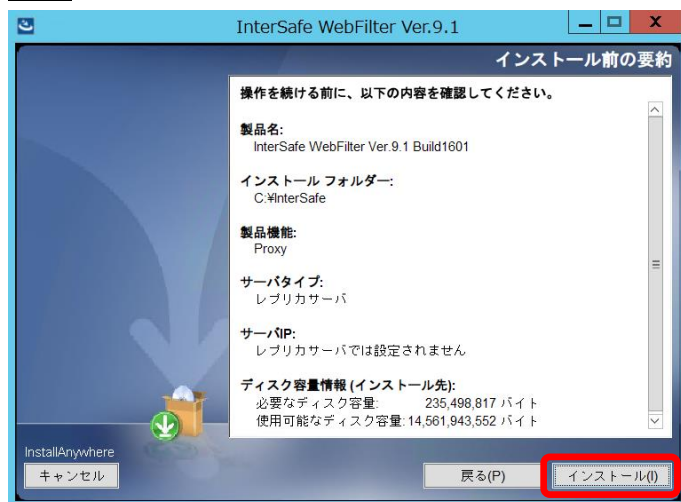 InterSafe WebFilter Ver.9.1
インストール前の要約
操作を続ける前に、以下の内容を確認してください。
製品名:
InterSafe WebFilter Ver.9.1 Build1601
インストール フォルダー:
C:¥InterSafe
製品機能:
Proxy
サーバタイプ:
レプリカサーバ
サーバIP:
レプリカサーバでは設定されません
ディスク容量情報 (インストール先):
必要なディスク容量: 235,498,817 バイト
使用可能なディスク容量: 14,561,943,552 バイト
InstallAnywhere
キャンセル 戻る(P) インストール(I)